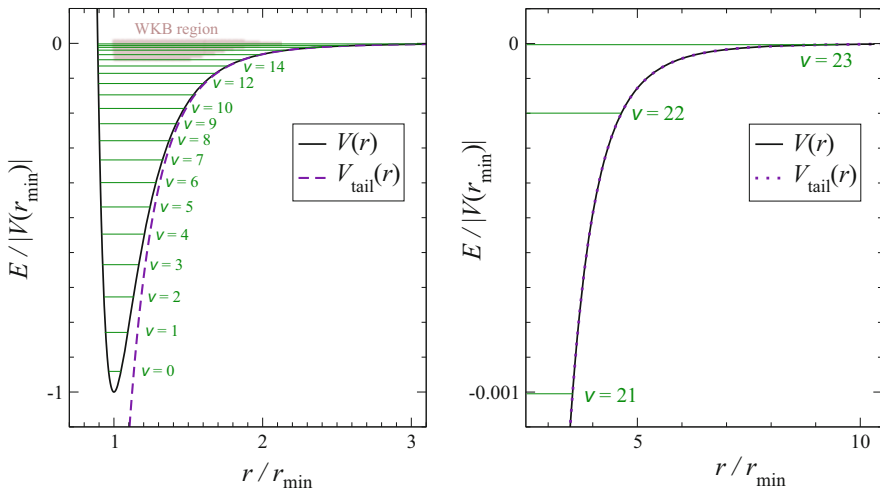 WKB region
0
-1
E / |V(r_min)|
v = 14
v = 12
v = 10
v = 9
v = 8
v = 7
v = 6
v = 5
v = 4
v = 3
v = 2
v = 1
v = 0
V(r)
V_tail(r)
1
2
3
r / r_min
0
-0.001
E / |V(r_min)|
v = 23
v = 22
v = 21
V(r)
V_tail(r)
5
10
r / r_min